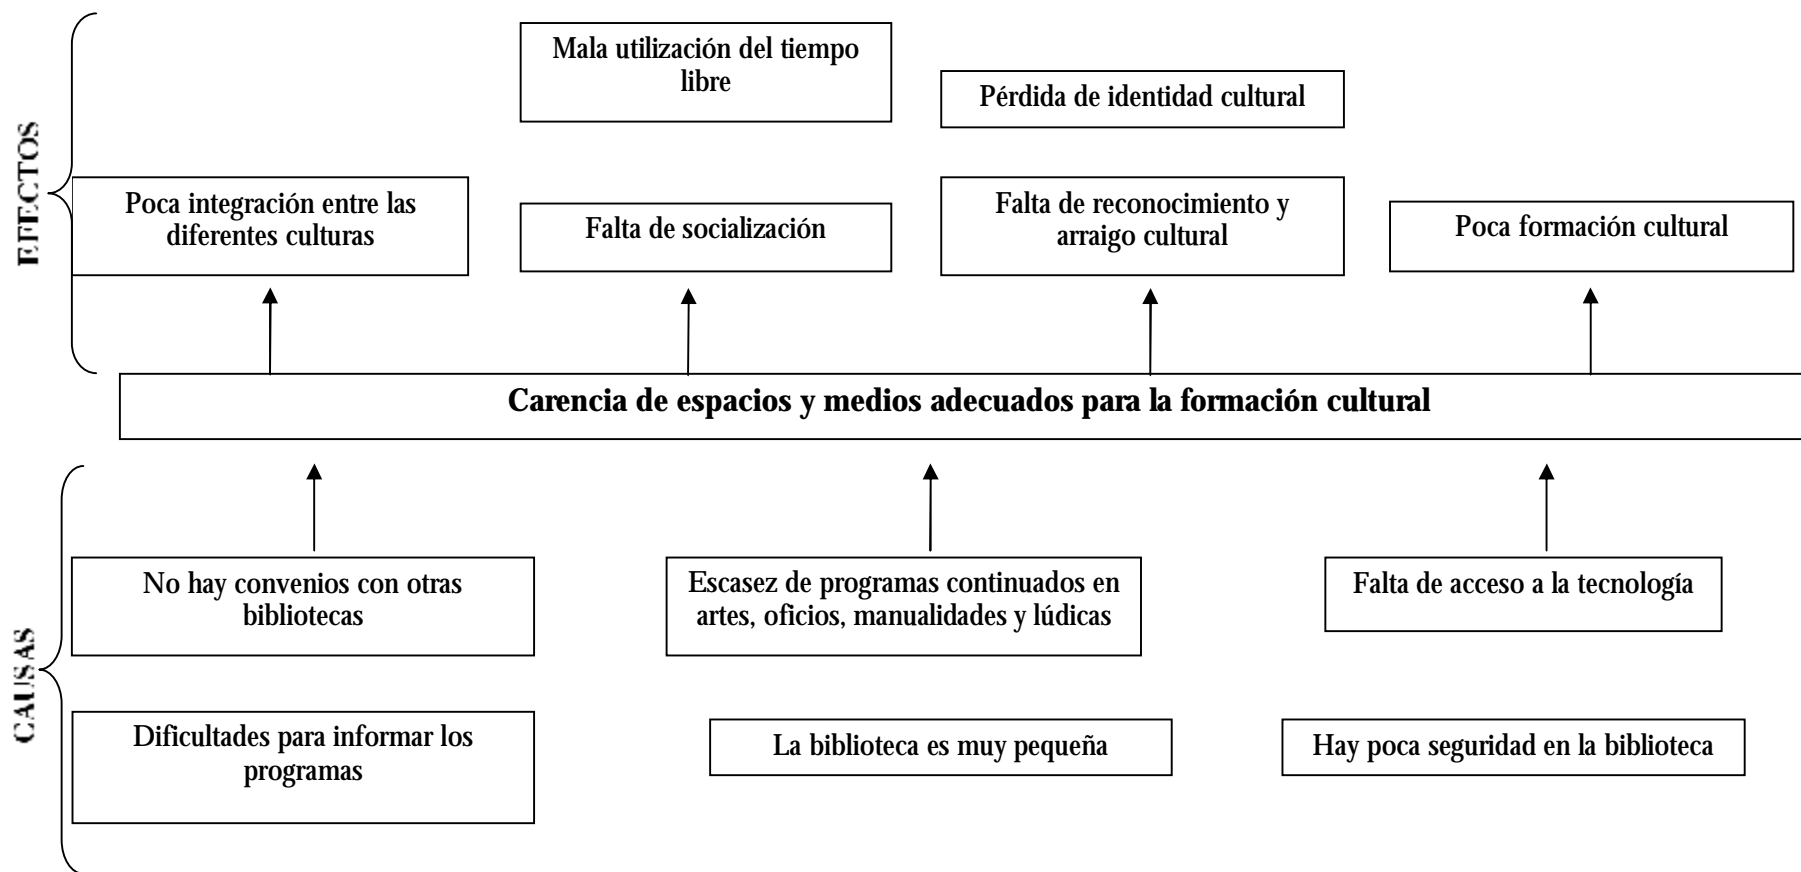 EFECTOS
Mala utilización del tiempo
libre
Pérdida de identidad cultural
Poca integración entre las
diferentes culturas
Falta de socialización
Falta de reconocimiento y
arraigo cultural
Poca formación cultural
Carencia de espacios y medios adecuados para la formación cultural
CAUSAS
No hay convenios con otras
bibliotecas
Escasez de programas continuados en
artes, oficios, manualidades y lúdicas
Falta de acceso a la tecnología
Dificultades para informar los
programas
La biblioteca es muy pequeña
Hay poca seguridad en la biblioteca